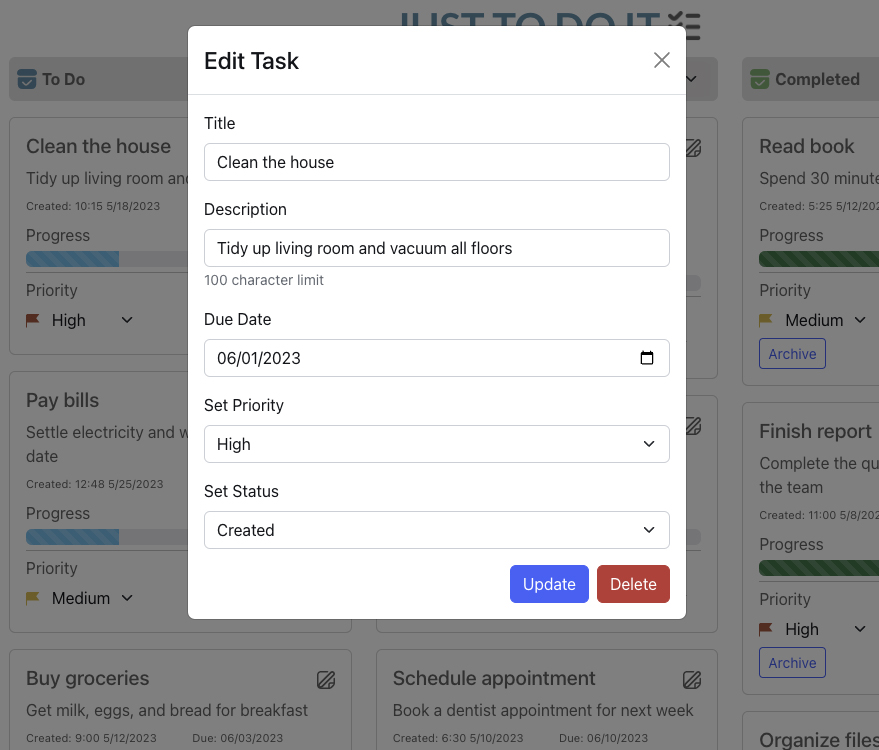 JUST TO DO IT
To Do
Completed
Edit Task
Title
Clean the house
Description
Tidy up living room and vacuum all floors
100 character limit
Due Date
06/01/2023
Set Priority
High
Set Status
Created
Update
Delete
Clean the house
Tidy up living room and
Created: 10:15 5/18/2023
Progress
Priority
High
Pay bills
Settle electricity and w
date
Created: 12:48 5/25/2023
Progress
Priority
Medium
Buy groceries
Get milk, eggs, and bread for breakfast
Created: 9:00 5/12/2023
Due: 06/03/2023
Schedule appointment
Book a dentist appointment for next week
Created: 6:30 5/10/2023
Due: 06/10/2023
Read book
Spend 30 minute
Created: 5:25 5/12/202
Progress
Priority
Medium
Archive
Finish report
Complete the qu
the team
Created: 11:00 5/8/202
Progress
Priority
High
Archive
Organize files